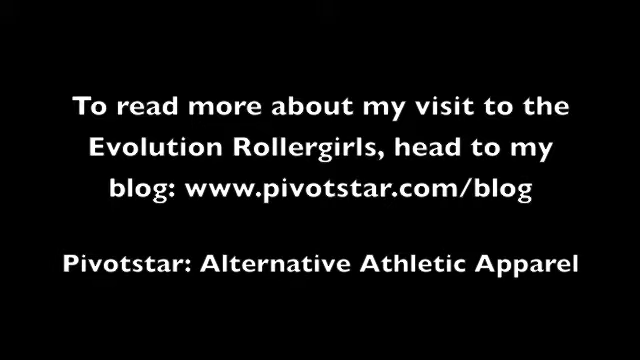 To read more about my visit to the
Evolution Rollergirls, head to my
blog: www.pivotstar.com/blog
Pivotstar: Alternative Athletic Apparel